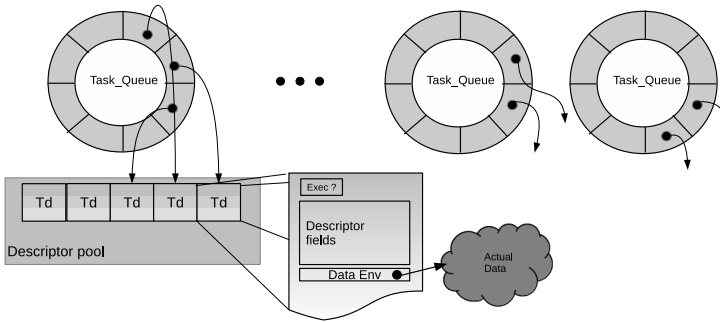 Task_Queue
Task_Queue
Task_Queue
Td Td Td Td Td
Descriptor pool
Exec ?
Descriptor
fields
Data Env
Actual
Data